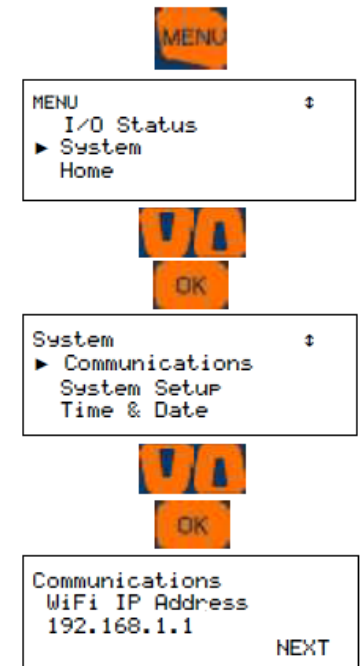 MENU
MENU ↕
I/O Status
► System
Home
OK
System ↕
► Communications
System Setup
Time & Date
OK
Communications
WiFi IP Address
192.168.1.1
NEXT